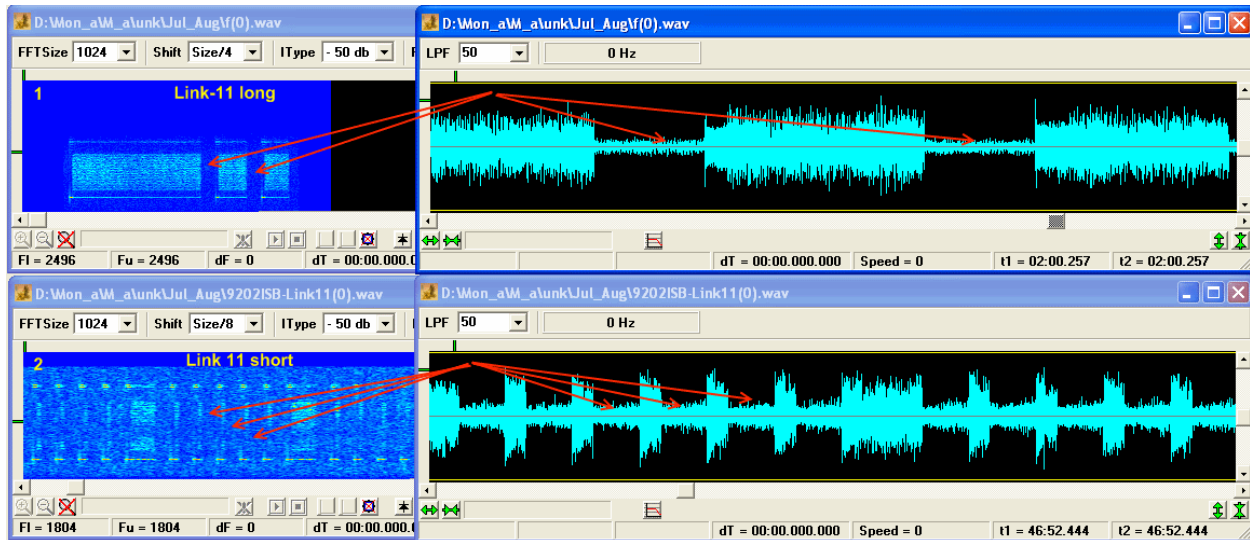 D:\Mon_a\M_a\unk\Jul_Aug\f(0).wav
FFTSize 1024 Shift Size/4 IType - 50 db
1 Link-11 long
Fl = 2496 Fu = 2496 dF = 0 dT = 00:00.000.0
D:\Mon_a\M_a\unk\Jul_Aug\f(0).wav
LPF 50 0 Hz
dT = 00:00.000.000 Speed = 0 t1 = 02:00.257 t2 = 02:00.257
D:\Mon_a\M_a\unk\Jul_Aug\9202ISB-Link11(0).wav
FFTSize 1024 Shift Size/8 IType - 50 db
2 Link 11 short
Fl = 1804 Fu = 1804 dF = 0 dT = 00:00.000.0
D:\Mon_a\M_a\unk\Jul_Aug\9202ISB-Link11(0).wav
LPF 50 0 Hz
dT = 00:00.000.000 Speed = 0 t1 = 46:52.444 t2 = 46:52.444